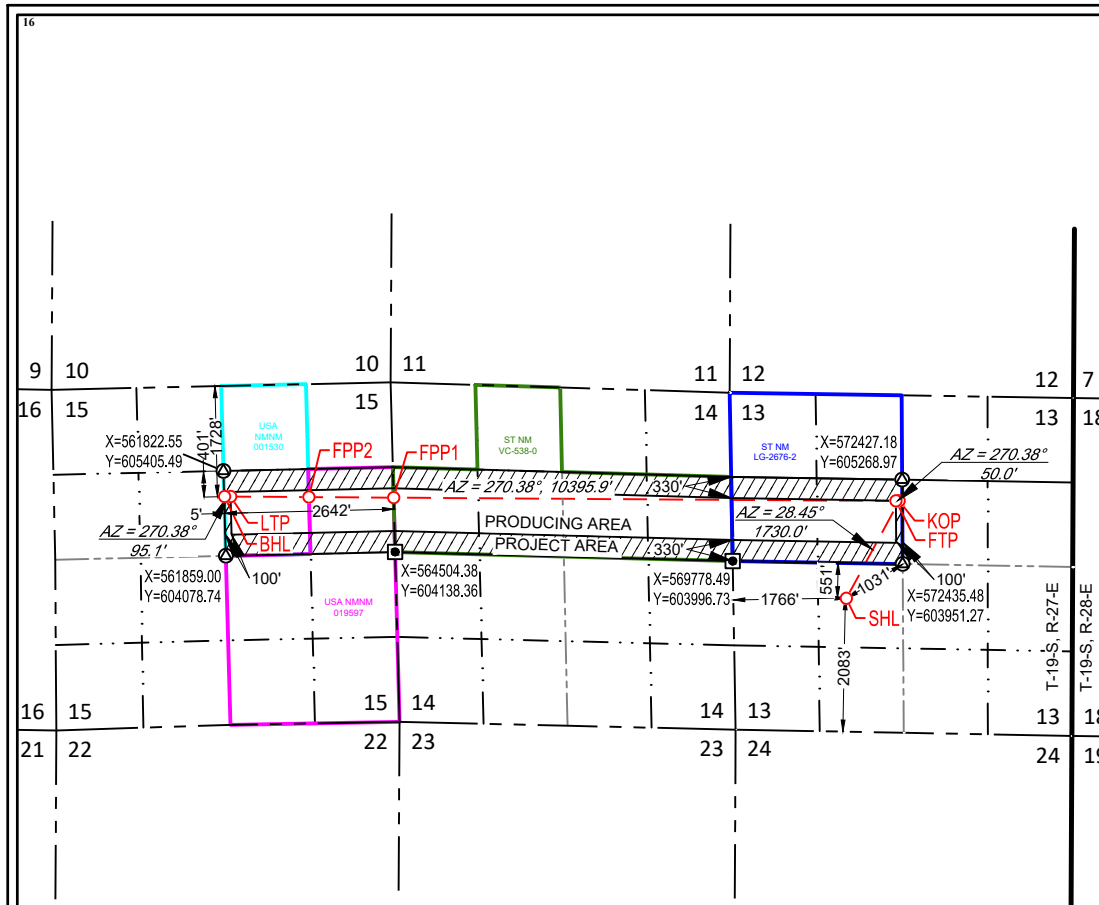 16
9 10
10 11
11 12
12 7
16 15
15
14 13
13 18
USA
NMNM
001530
ST NM
VC-538-0
ST NM
LG-2676-2
401'
1728'
X=561822.55
Y=605405.49
FPP2
FPP1
X=572427.18
Y=605268.97
AZ = 270.38°
50.0'
AZ = 270.38°, 10395.9'
330'
5'
2642'
LTP
BHL
AZ = 270.38°
95.1'
AZ = 28.45°
1730.0'
KOP
FTP
PRODUCING AREA
PROJECT AREA
330'
100'
100'
X=561859.00
Y=604078.74
X=564504.38
Y=604138.36
X=569778.49
Y=603996.73
X=572435.48
Y=603951.27
551'
1031'
1766'
SHL
USA NMNM
019597
2083'
T-19-S, R-27-E
T-19-S, R-28-E
16 15
15 14
14 13
13 18
21 22
22 23
23 24
24 19